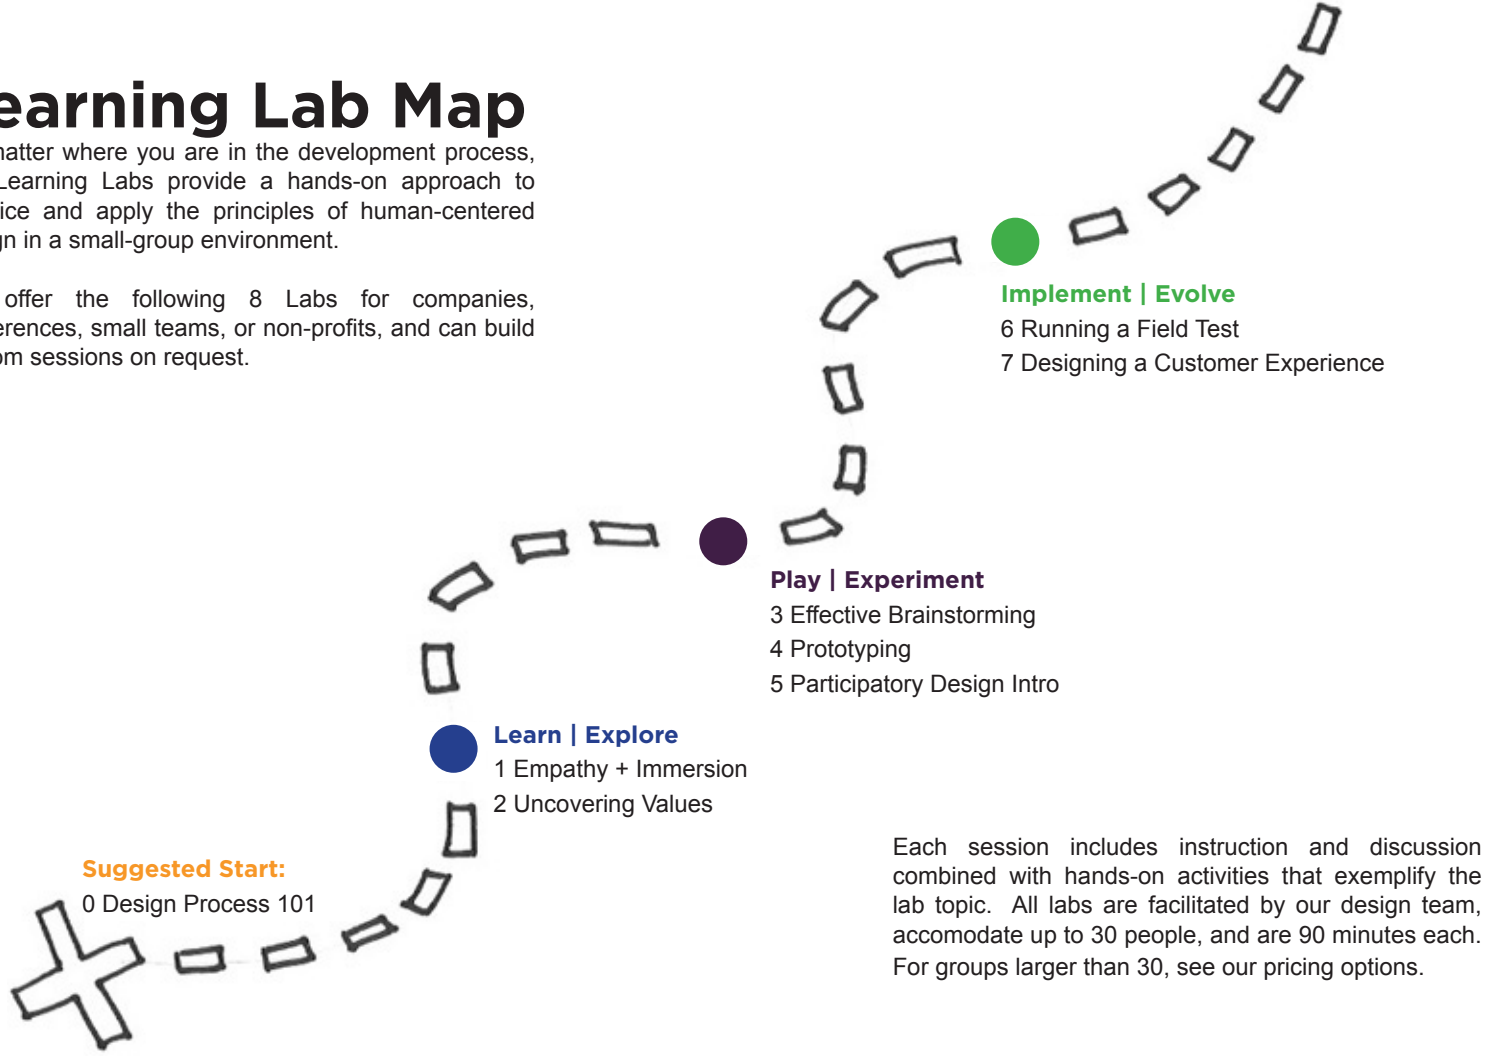 earning Lab Map
matter where you are in the development process,
Learning Labs provide a hands-on approach to
ice and apply the principles of human-centered
gn in a small-group environment.
offer the following 8 Labs for companies,
erences, small teams, or non-profits, and can build
om sessions on request.
Implement | Evolve
6 Running a Field Test
7 Designing a Customer Experience
Play | Experiment
3 Effective Brainstorming
4 Prototyping
5 Participatory Design Intro
Learn | Explore
1 Empathy + Immersion
2 Uncovering Values
Suggested Start:
0 Design Process 101
Each session includes instruction and discussion
combined with hands-on activities that exemplify the
lab topic. All labs are facilitated by our design team,
accomodate up to 30 people, and are 90 minutes each.
For groups larger than 30, see our pricing options.